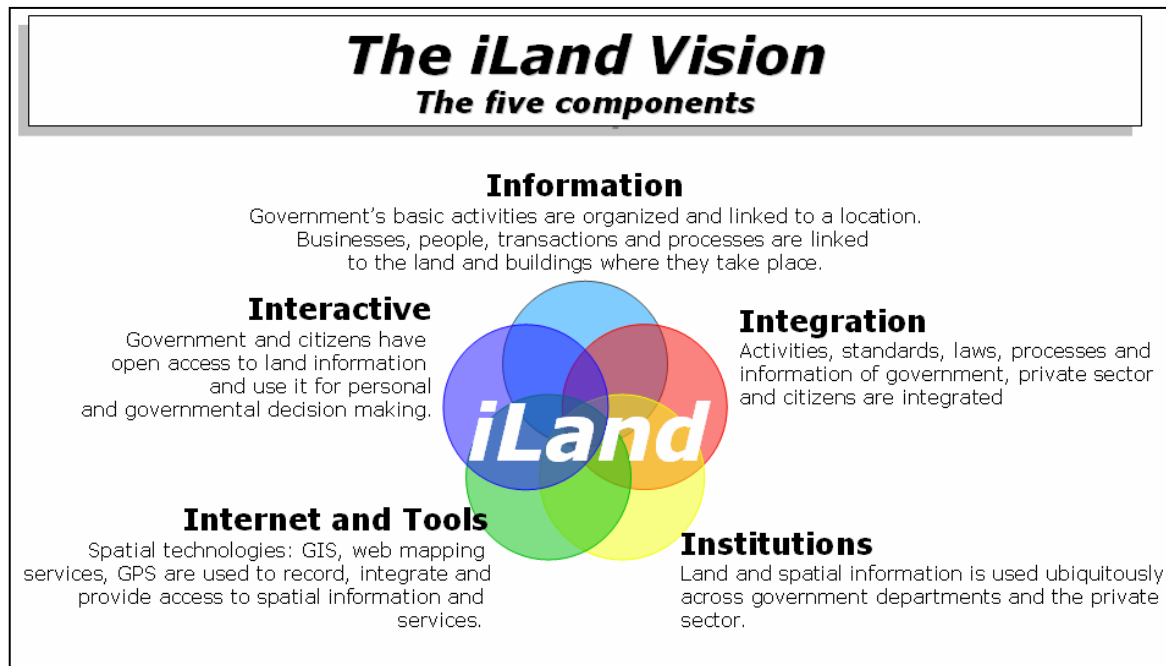 The iLand Vision
The five components
Information
Government's basic activities are organized and linked to a location.
Businesses, people, transactions and processes are linked
to the land and buildings where they take place.
Interactive
Government and citizens have
open access to land information
and use it for personal
and governmental decision making.
Integration
Activities, standards, laws, processes and
information of government, private sector
and citizens are integrated
iLand
Internet and Tools
Spatial technologies: GIS, web mapping
services, GPS are used to record, integrate and
provide access to spatial information and
services.
Institutions
Land and spatial information is used ubiquitously
across government departments and the private
sector.